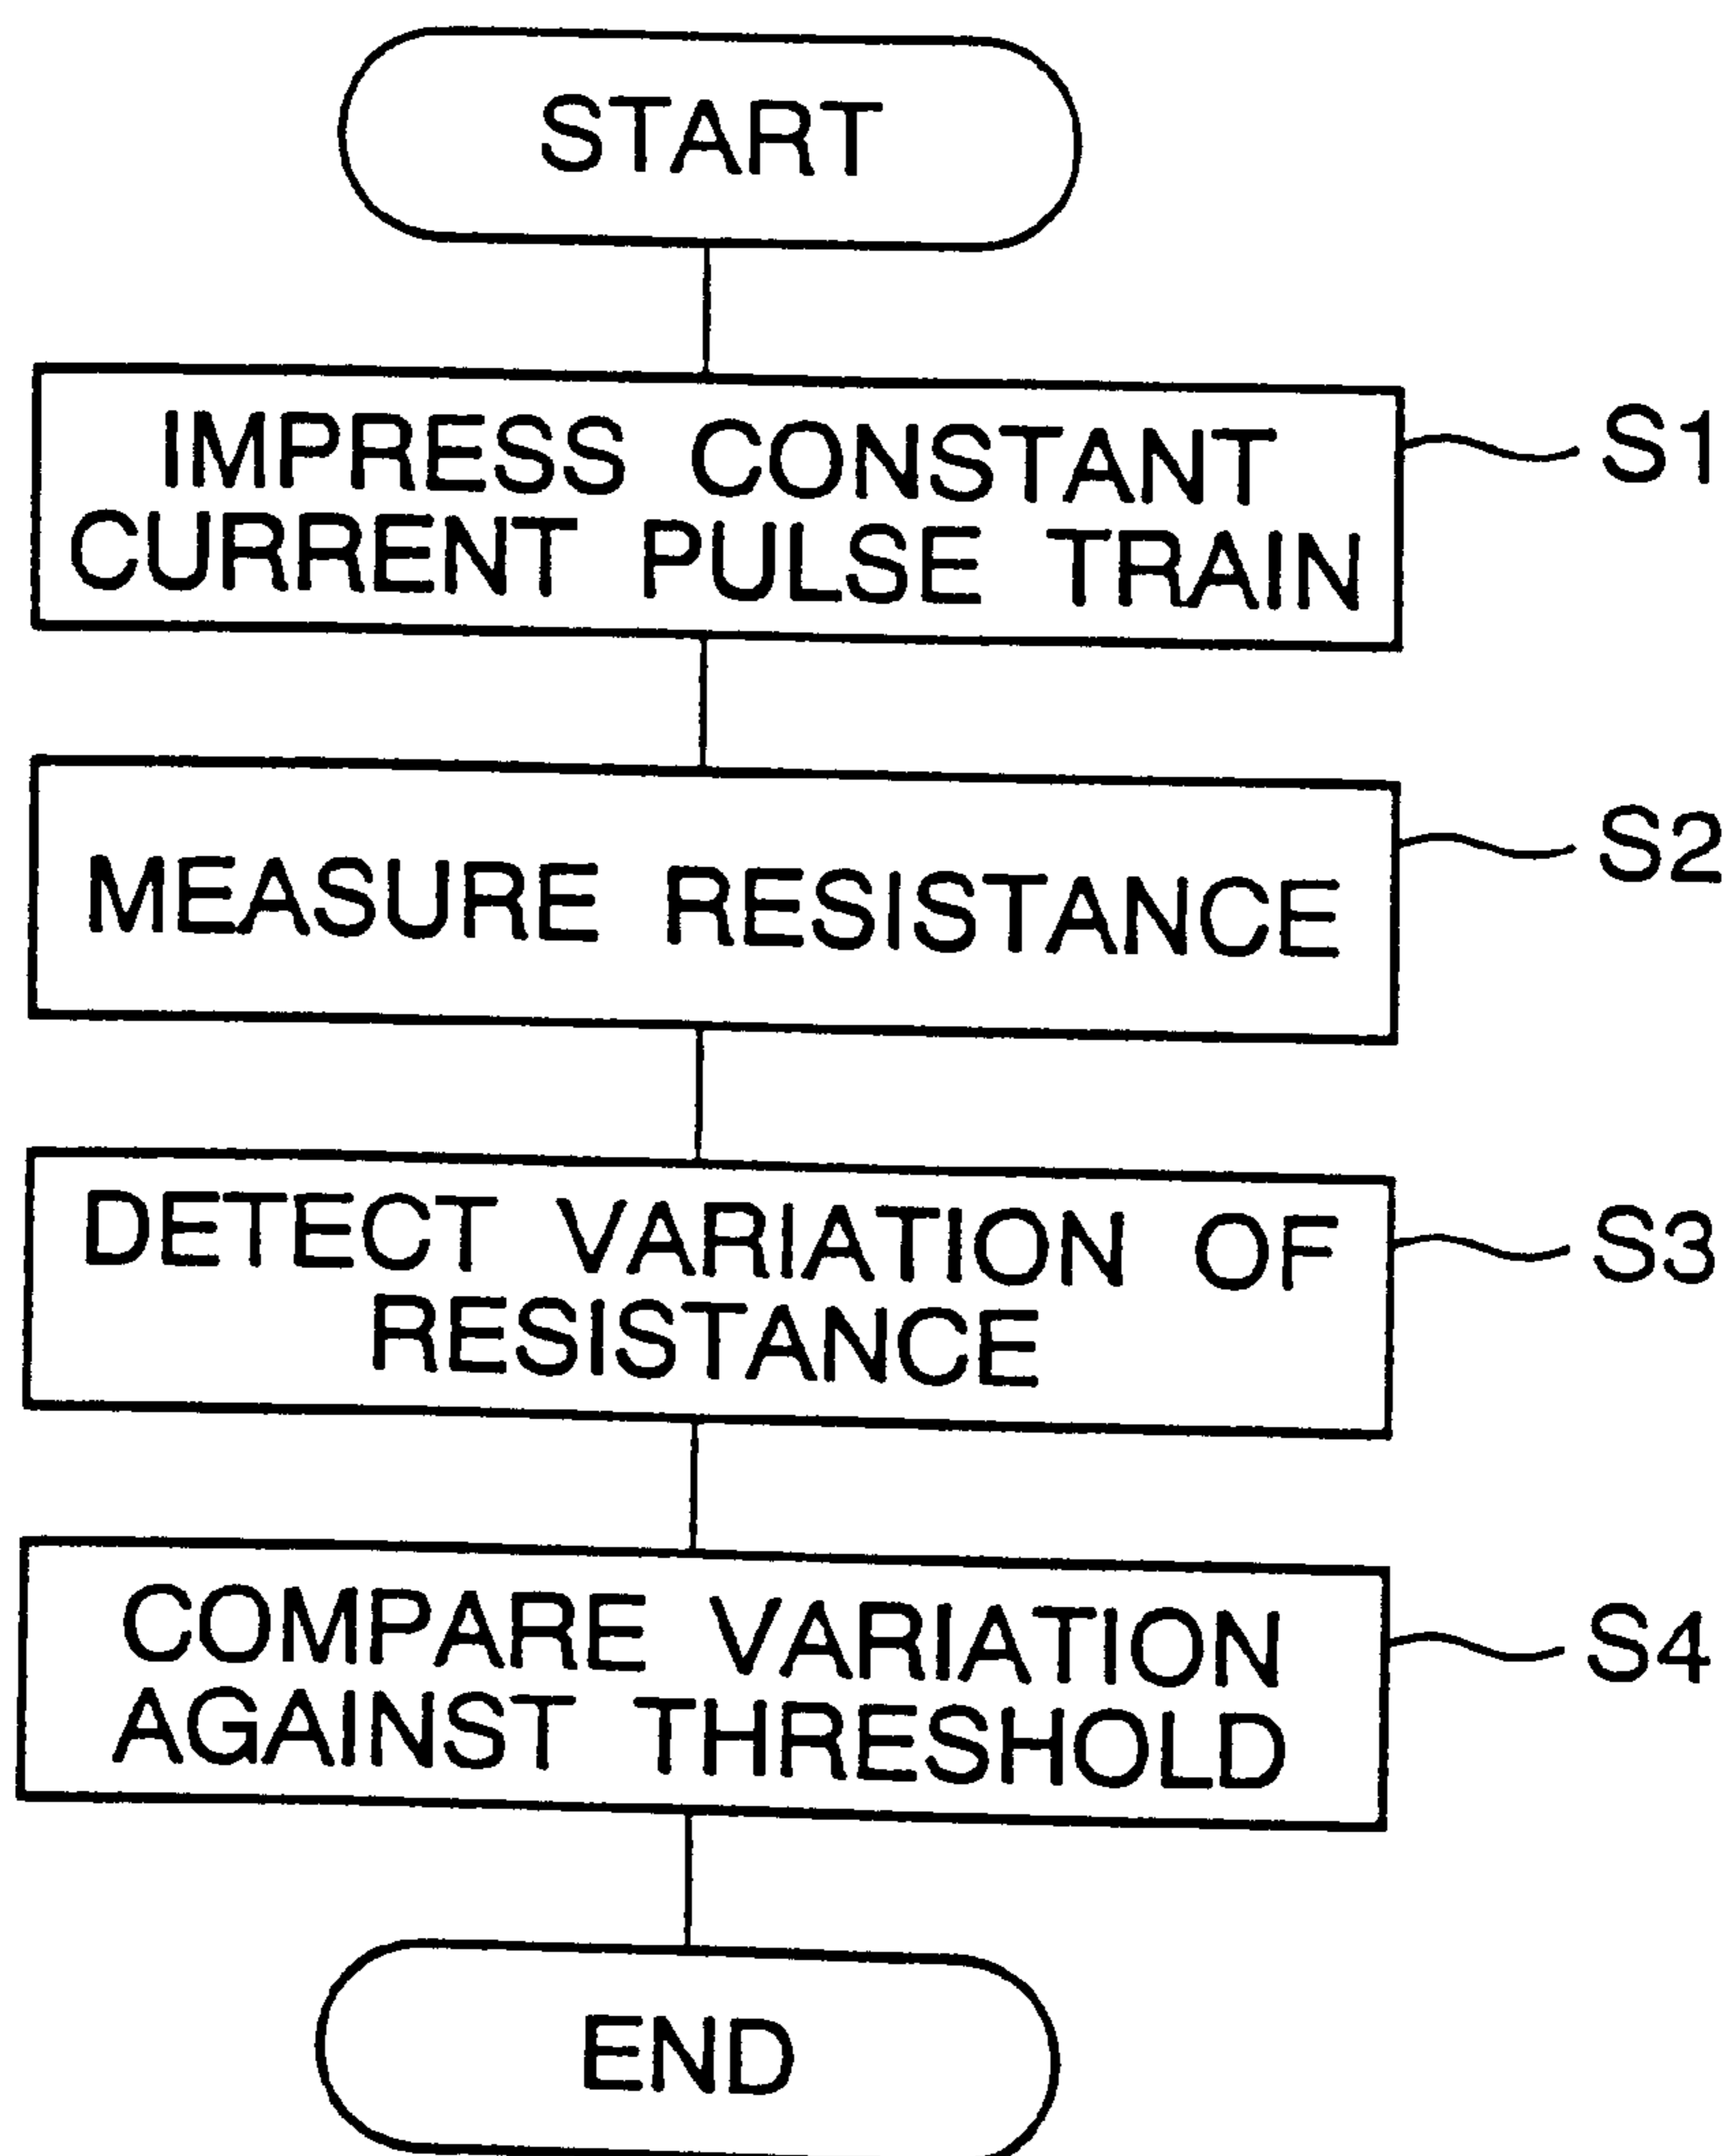 START
IMPRESS CONSTANT
CURRENT PULSE TRAIN
S1
MEASURE RESISTANCE
S2
DETECT VARIATION OF
RESISTANCE
S3
COMPARE VARIATION
AGAINST THRESHOLD
S4
END